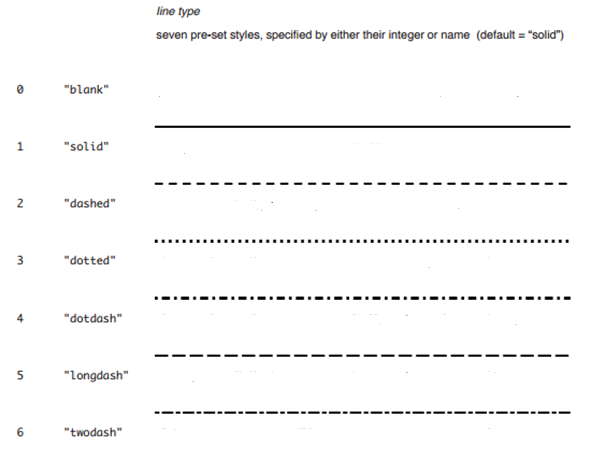 line type
seven pre-set styles, specified by either their integer or name (default = “solid”)
0 "blank"
1 "solid"
2 "dashed"
3 "dotted"
4 "dotdash"
5 "longdash"
6 "twodash"